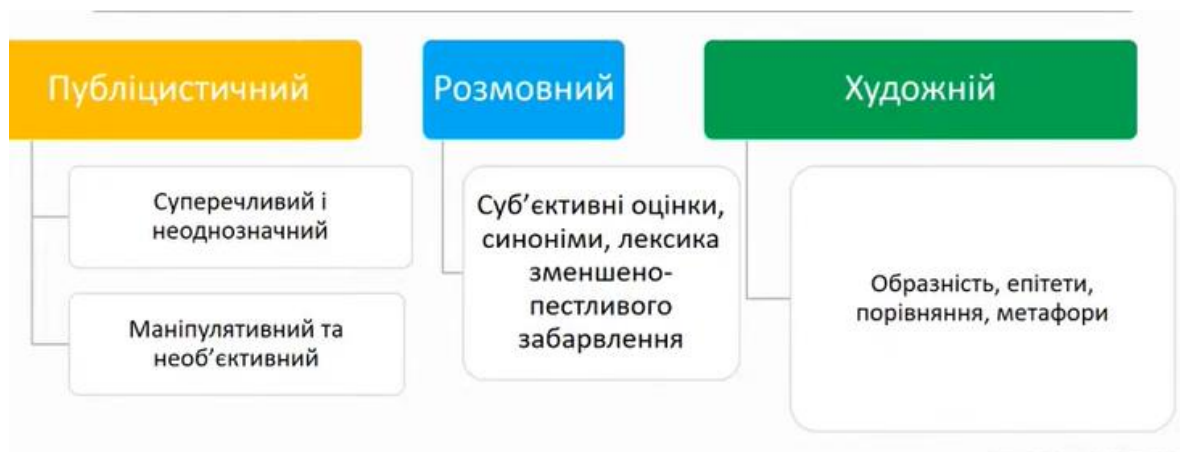 Публіцистичний
Суперечливий і
неоднозначний
Маніпулятивний та
необ’єктивний
Розмовний
Суб’єктивні оцінки,
синоніми, лексика
зменшено-
пестливого
забарвлення
Художній
Образність, епітети,
порівняння, метафори